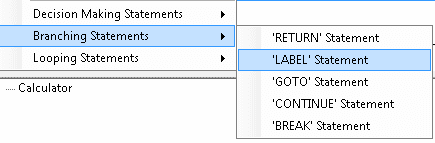 Decision Making Statements
Branching Statements
Looping Statements
Calculator
'RETURN' Statement
'LABEL' Statement
'GOTO' Statement
'CONTINUE' Statement
'BREAK' Statement